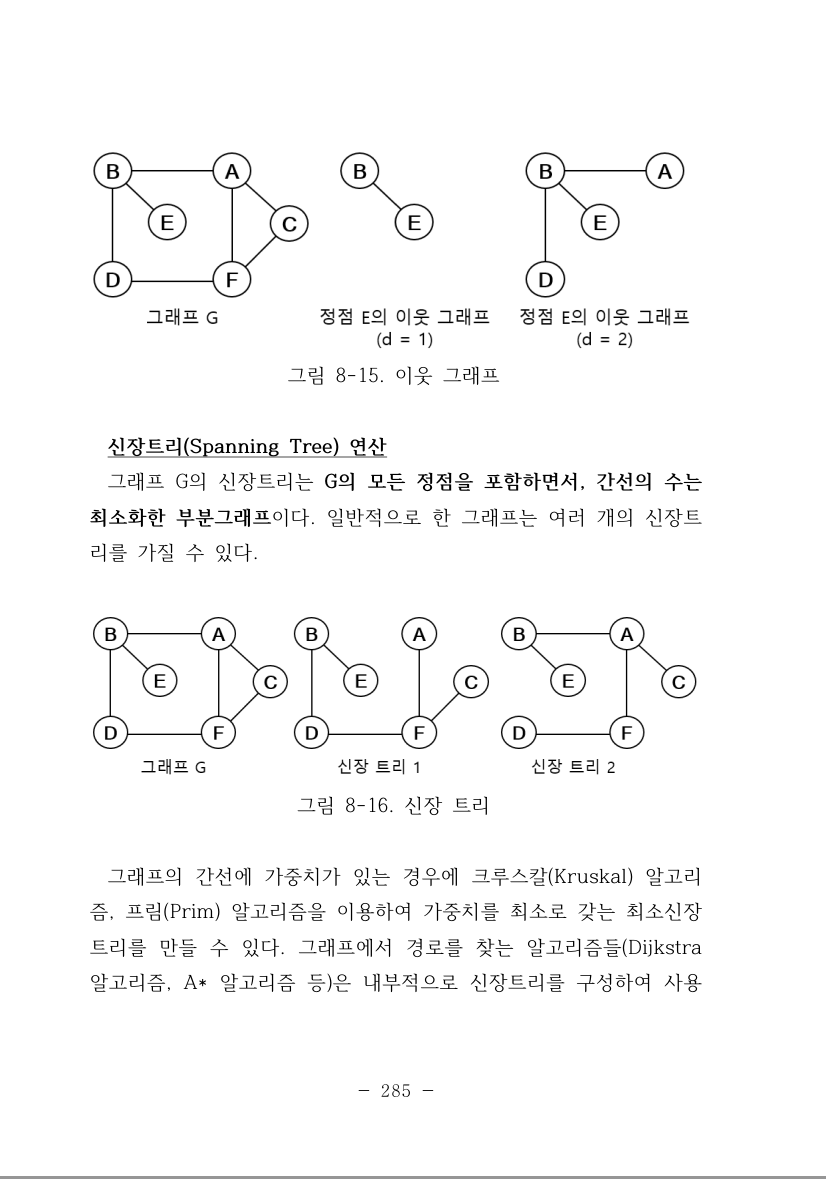 B A B B A
E C E E
D F D
그래프 G 정점 E의 이웃 그래프 정점 E의 이웃 그래프
(d = 1) (d = 2)
그림 8-15. 이웃 그래프
신장트리(Spanning Tree) 연산
그래프 G의 신장트리는 G의 모든 정점을 포함하면서, 간선의 수는
최소화한 부분그래프이다. 일반적으로 한 그래프는 여러 개의 신장트
리를 가질 수 있다.
B A B A B A
E C E C E C
D F D F D F
그래프 G 신장 트리 1 신장 트리 2
그림 8-16. 신장 트리
그래프의 간선에 가중치가 있는 경우에 크루스칼(Kruskal) 알고리
즘, 프림(Prim) 알고리즘을 이용하여 가중치를 최소로 갖는 최소신장
트리를 만들 수 있다. 그래프에서 경로를 찾는 알고리즘들(Dijkstra
알고리즘, A* 알고리즘 등)은 내부적으로 신장트리를 구성하여 사용
- 285 -